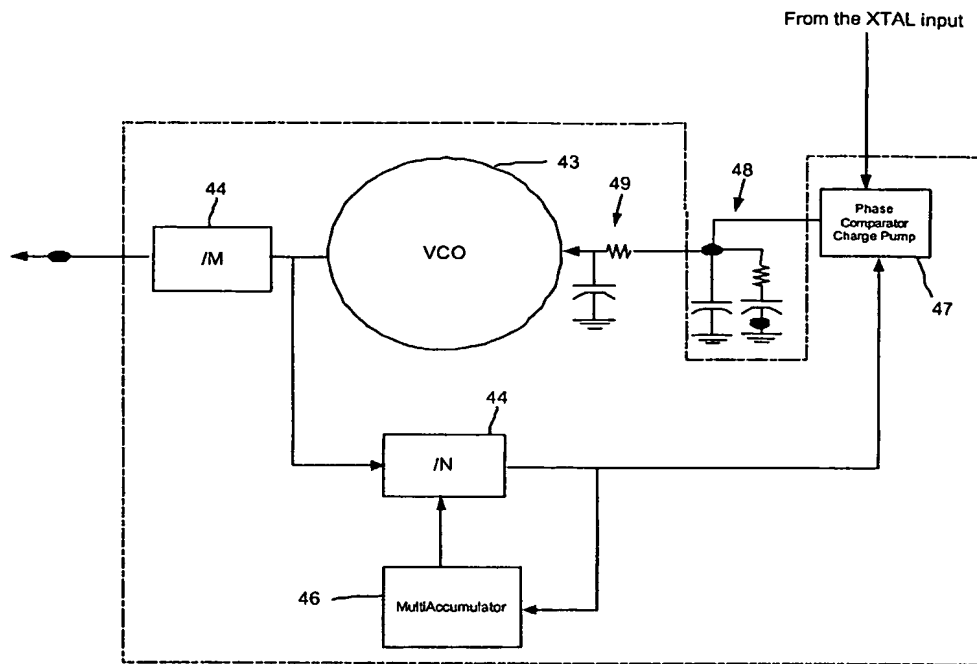 From the XTAL input
43
44
49
48
/M
VCO
Phase
Comparator
Charge Pump
47
44
/N
46
MultiAccumulator